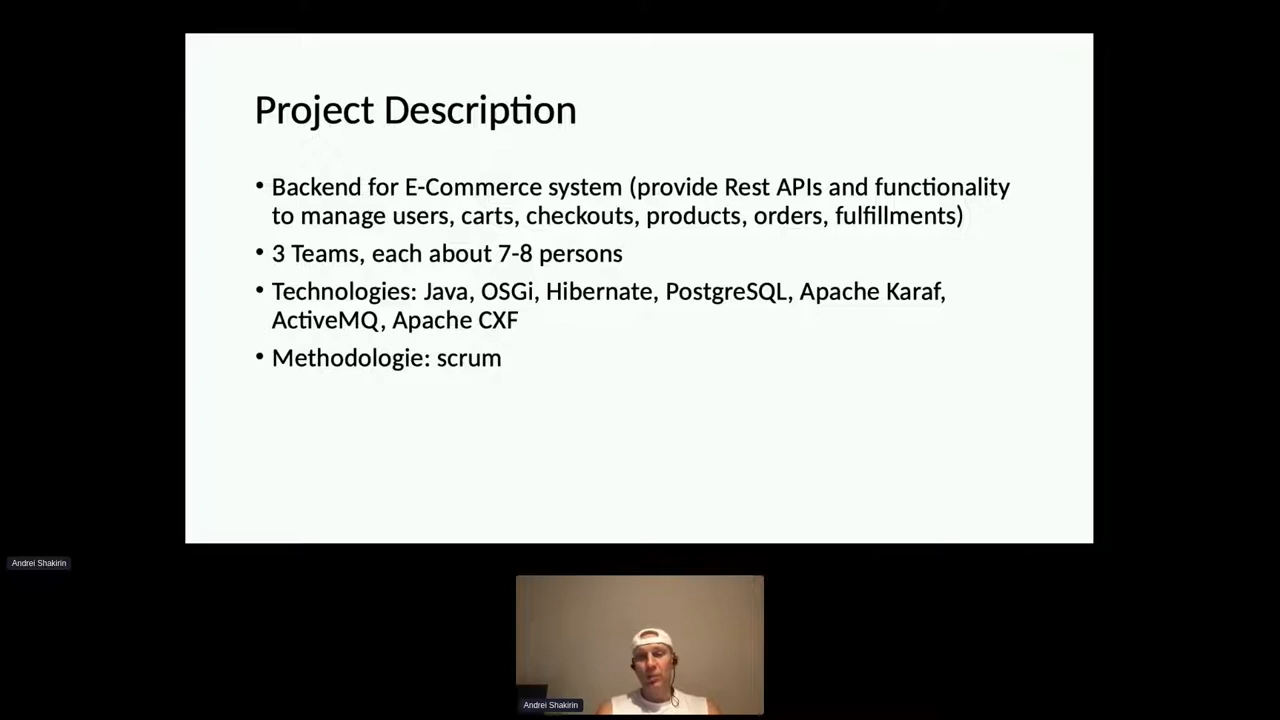 Project Description
• Backend for E-Commerce system (provide Rest APIs and functionality
to manage users, carts, checkouts, products, orders, fulfillments)
• 3 Teams, each about 7-8 persons
• Technologies: Java, OSGi, Hibernate, PostgreSQL, Apache Karaf,
ActiveMQ, Apache CXF
• Methodologie: scrum
Andrei Shakirin
Andrei Shakirin